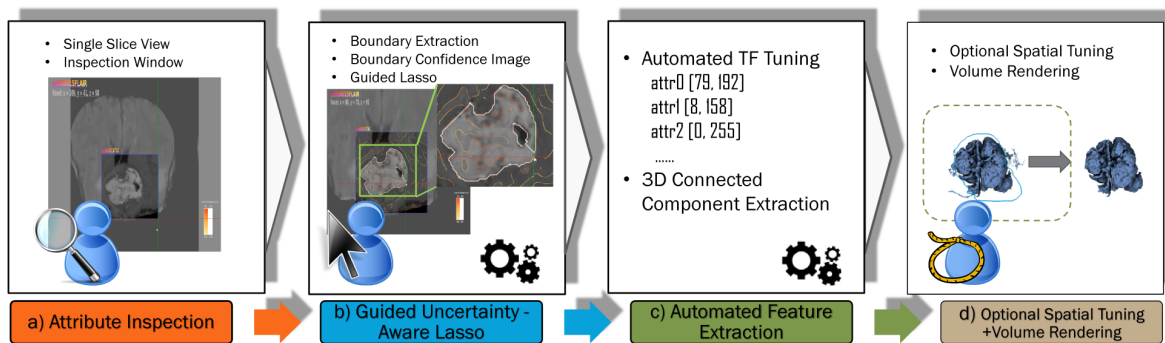 • Single Slice View
• Inspection Window
a) Attribute Inspection
• Boundary Extraction
• Boundary Confidence Image
• Guided Lasso
b) Guided Uncertainty -
Aware Lasso
• Automated TF Tuning
attr0 [79, 192]
attr1 [8, 158]
attr2 [0, 255]
......
• 3D Connected
Component Extraction
c) Automated Feature
Extraction
• Optional Spatial Tuning
• Volume Rendering
d) Optional Spatial Tuning
+Volume Rendering